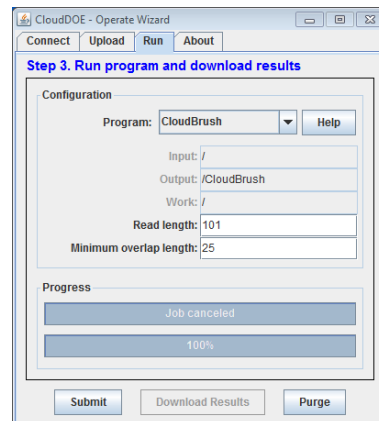 CloudDOE - Operate Wizard
Connect Upload Run About
Step 3. Run program and download results
Configuration
Program: CloudBrush Help
Input: /
Output: /CloudBrush
Work: /
Read length: 101
Minimum overlap length: 25
Progress
Job canceled
100%
Submit Download Results Purge